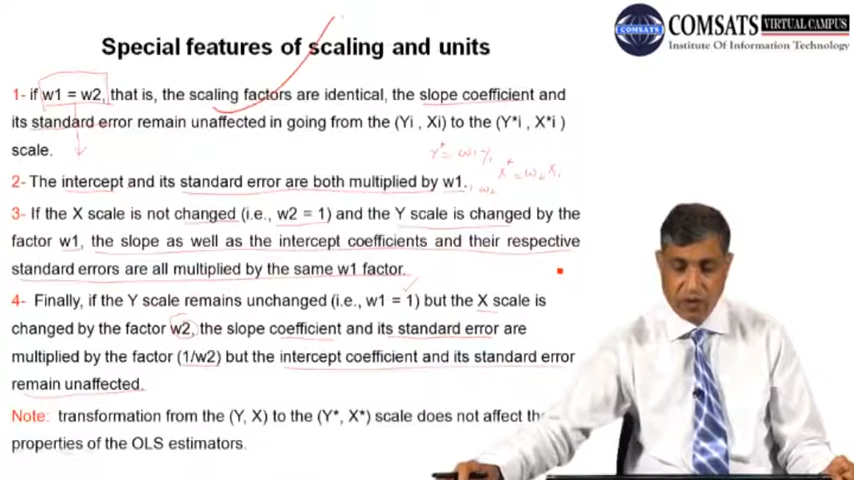 COMSATS VIRTUAL CAMPUS
Institute Of Information Technology
COMSATS
Special features of scaling and units
1- if w1 = w2, that is, the scaling factors are identical, the slope coefficient and
its standard error remain unaffected in going from the (Yi , Xi) to the (Y*i , X*i )
scale.
Y* = w1Yi
X* = w2 Xi
2- The intercept and its standard error are both multiplied by w1.
3- If the X scale is not changed (i.e., w2 = 1) and the Y scale is changed by the
factor w1, the slope as well as the intercept coefficients and their respective
standard errors are all multiplied by the same w1 factor.
4- Finally, if the Y scale remains unchanged (i.e., w1 = 1) but the X scale is
changed by the factor w2, the slope coefficient and its standard error are
multiplied by the factor (1/w2) but the intercept coefficient and its standard error
remain unaffected.
Note: transformation from the (Y, X) to the (Y*, X*) scale does not affect th
properties of the OLS estimators.